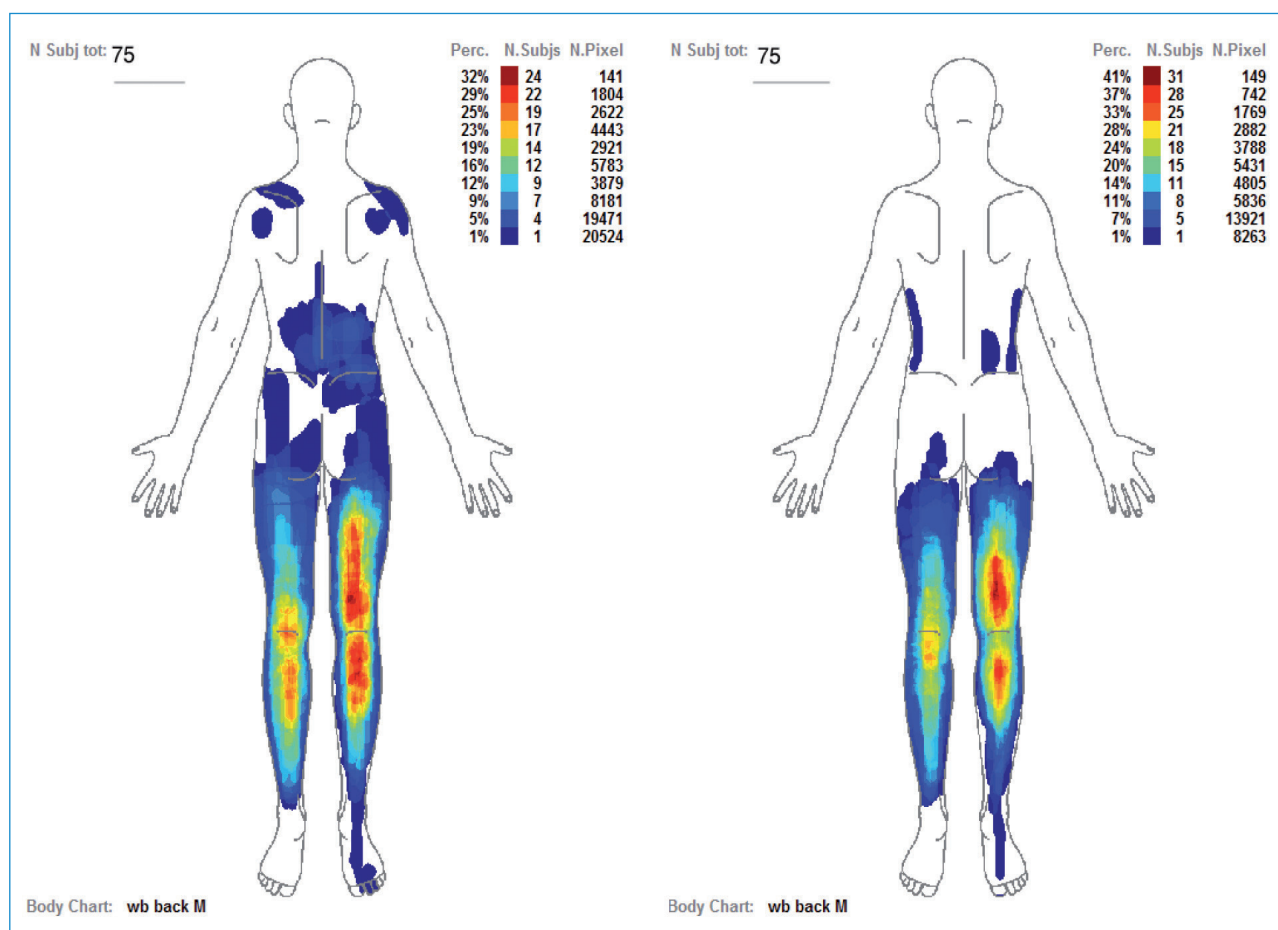 N Subj tot: 75
Perc. N.Subjs N.Pixel
32% 24 141
29% 22 1804
25% 19 2622
23% 17 4443
19% 14 2921
16% 12 5783
12% 9 3879
9% 7 8181
5% 4 19471
1% 1 20524
Body Chart: wb back M
N Subj tot: 75
Perc. N.Subjs N.Pixel
41% 31 149
37% 28 742
33% 25 1769
28% 21 2882
24% 18 3788
20% 15 5431
14% 11 4805
11% 8 5836
7% 5 13921
1% 1 8263
Body Chart: wb back M